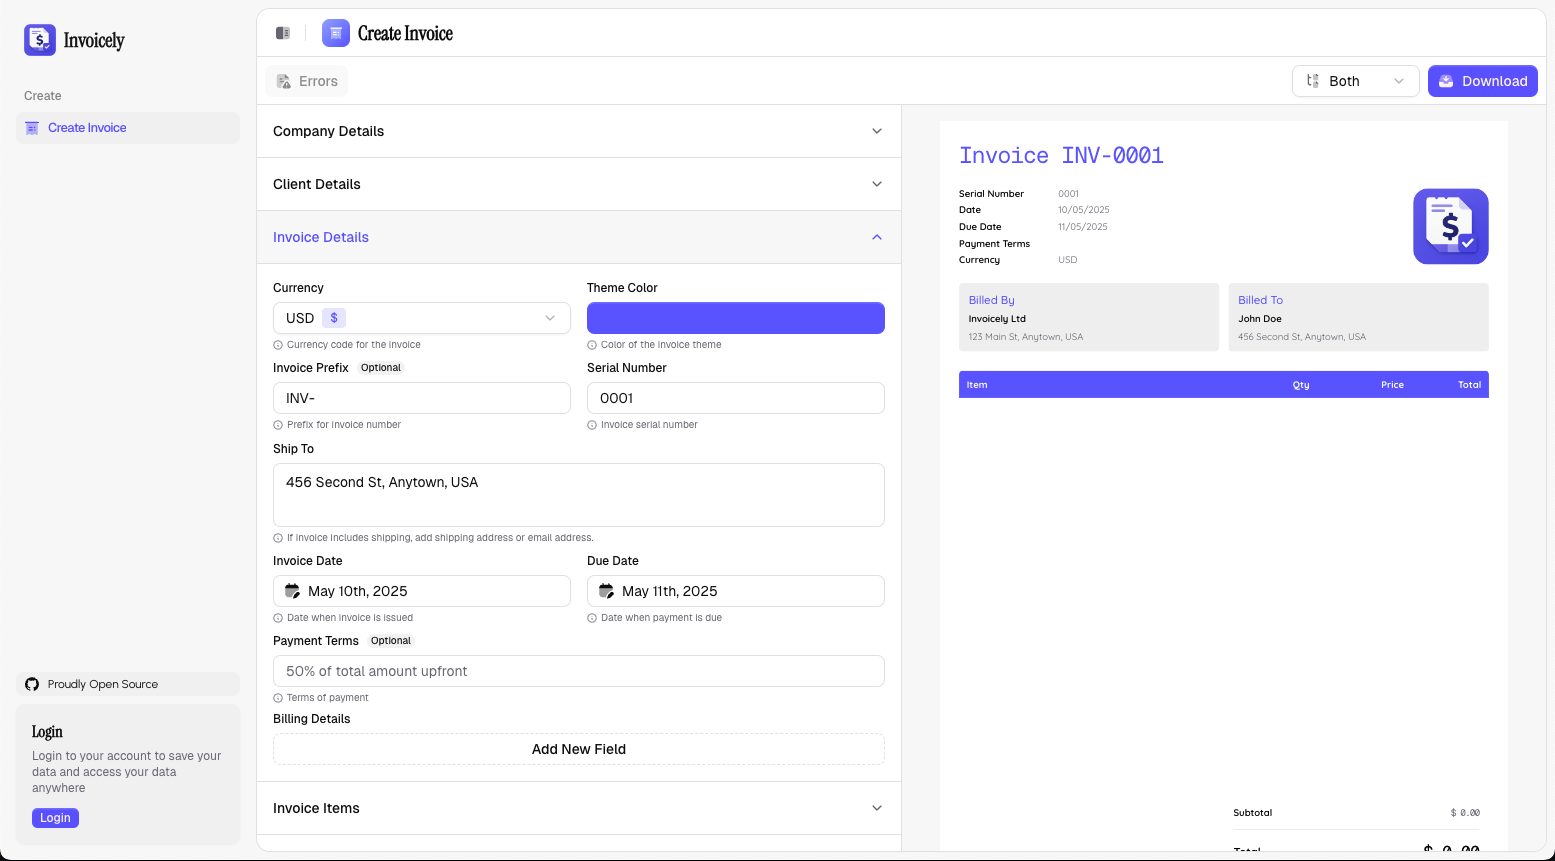 Invoicely
Create
Create Invoice
Proudly Open Source
Login
Login to your account to save your
data and access your data
anywhere
Login
Create Invoice
Errors
Both
Download
Company Details
Client Details
Invoice Details
Currency
USD $
Currency code for the invoice
Theme Color
Color of the invoice theme
Invoice Prefix Optional
INV-
Prefix for invoice number
Serial Number
0001
Invoice serial number
Ship To
456 Second St, Anytown, USA
If invoice includes shipping, add shipping address or email address.
Invoice Date
May 10th, 2025
Date when invoice is issued
Due Date
May 11th, 2025
Date when payment is due
Payment Terms Optional
50% of total amount upfront
Terms of payment
Billing Details
Add New Field
Invoice Items
Invoice INV-0001
Serial Number 0001
Date 10/05/2025
Due Date 11/05/2025
Payment Terms
Currency USD
$
Billed By
Invoicely Ltd
123 Main St, Anytown, USA
Billed To
John Doe
456 Second St, Anytown, USA
Item Qty Price Total
Subtotal $ 0.00
Total $ 0.00